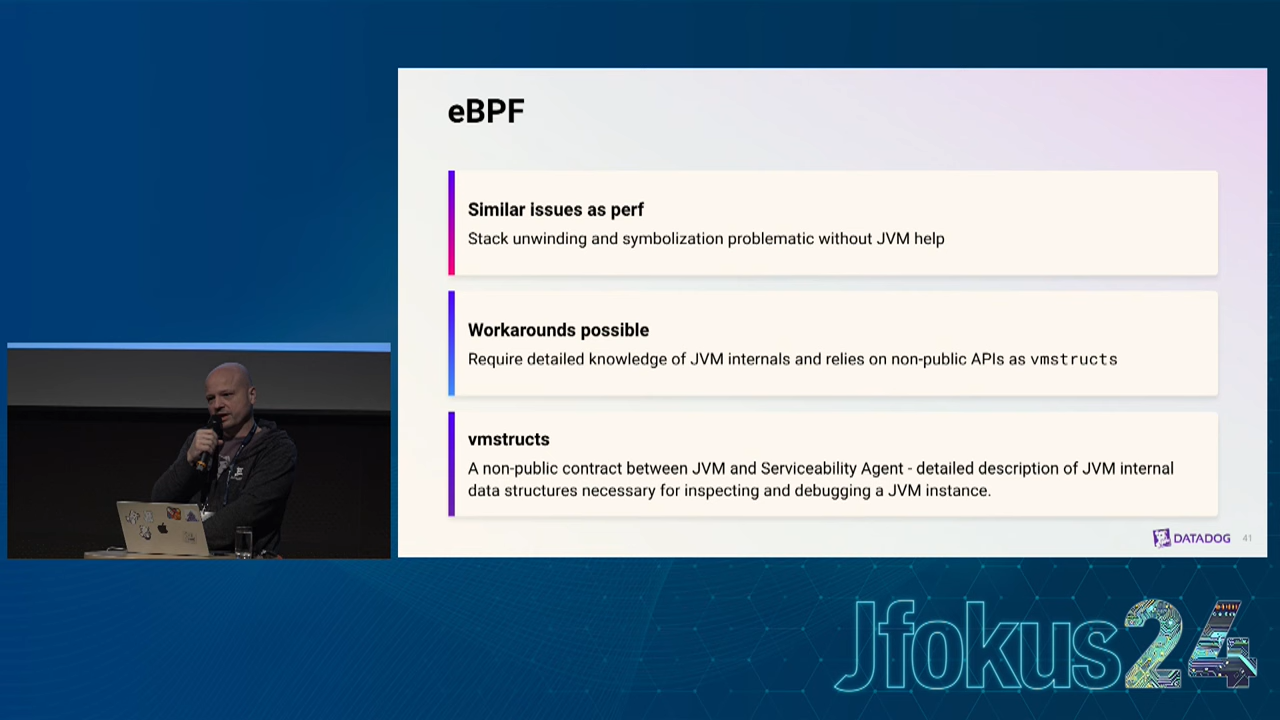 eBPF
Similar issues as perf
Stack unwinding and symbolization problematic without JVM help
Workarounds possible
Require detailed knowledge of JVM internals and relies on non-public APIs as vmstructs
vmstructs
A non-public contract between JVM and Serviceability Agent - detailed description of JVM internal
data structures necessary for inspecting and debugging a JVM instance.
DATADOG 41
Jfokus24